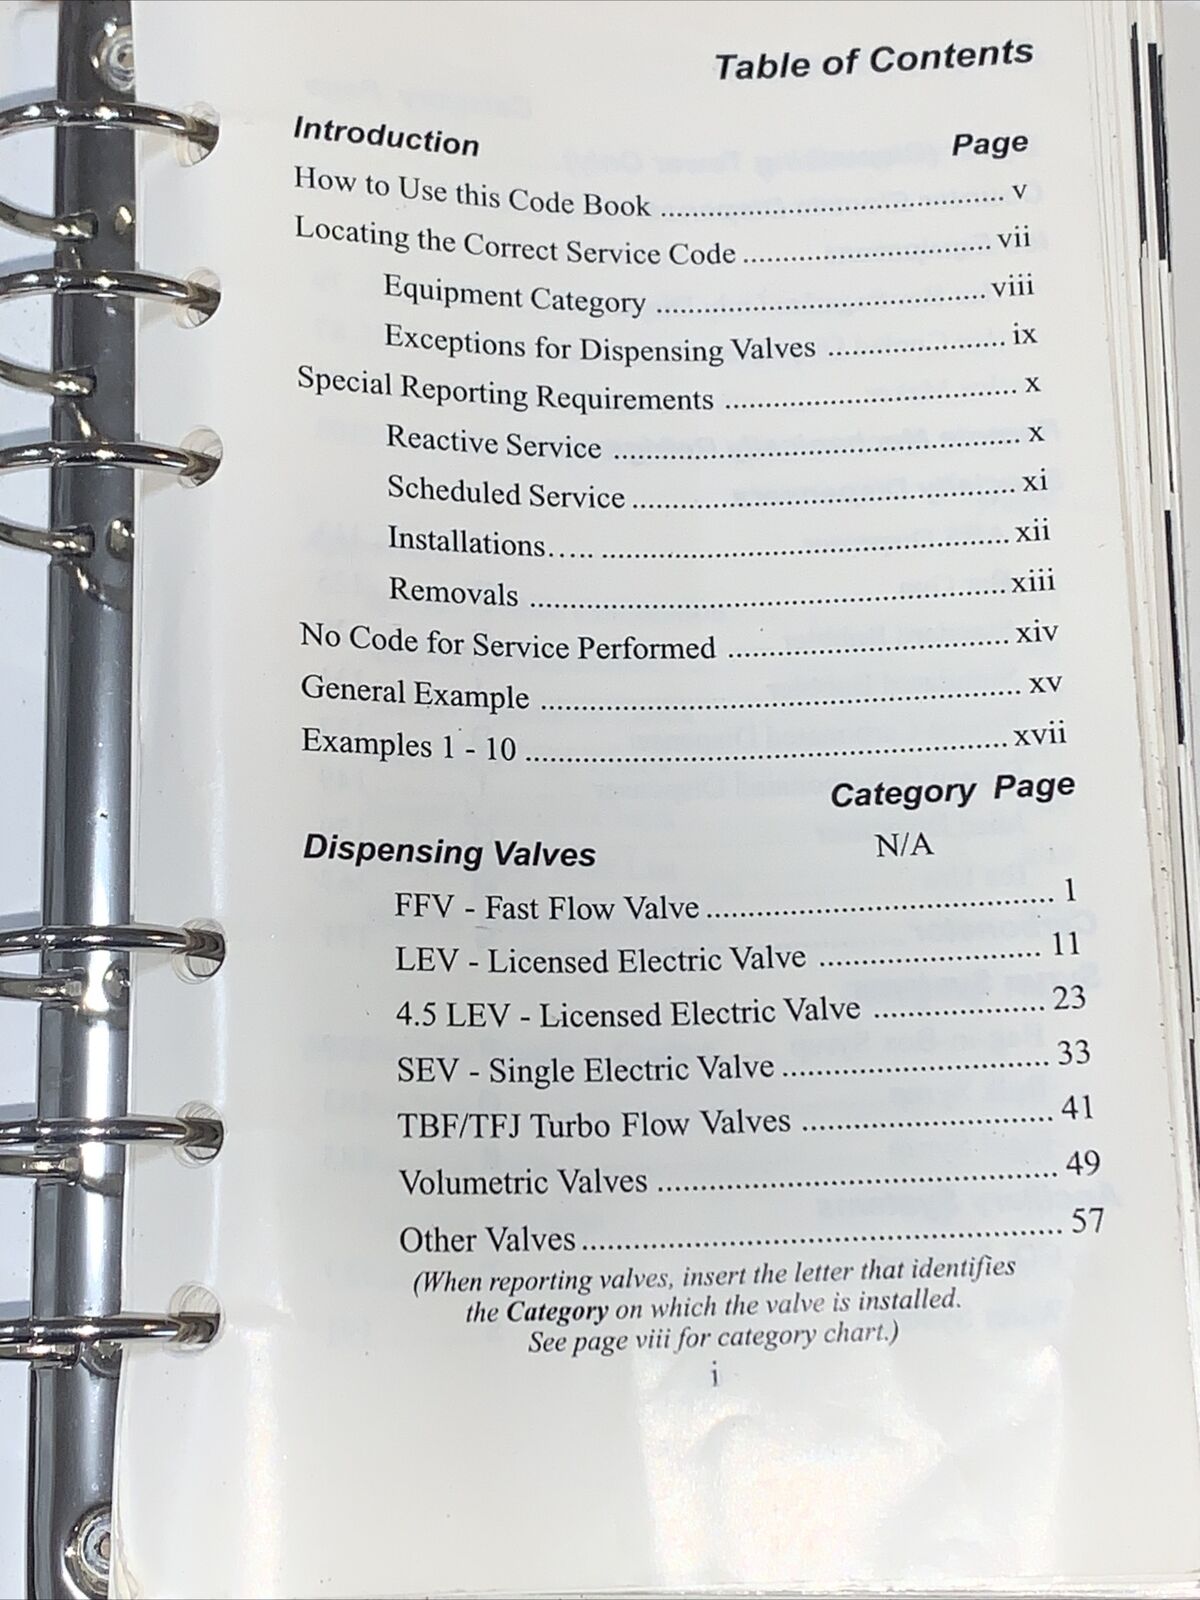 Table of Contents
Introduction Page
How to Use this Code Book ........................................ v
Locating the Correct Service Code ............................. vii
Equipment Category ....................................... viii
Exceptions for Dispensing Valves ..................... ix
Special Reporting Requirements ................................... x
Reactive Service ................................................ x
Scheduled Service ............................................. xi
Installations..... ................................................ xii
Removals ......................................................... xiii
No Code for Service Performed ................................. xiv
General Example ....................................................... xv
Examples 1 - 10 ....................................................... xvii
Category Page
Dispensing Valves N/A
FFV - Fast Flow Valve ......................................... 1
LEV - Licensed Electric Valve .......................... 11
4.5 LEV - Licensed Electric Valve .................... 23
SEV - Single Electric Valve ................................ 33
TBF/TFJ Turbo Flow Valves .............................. 41
Volumetric Valves ............................................... 49
Other Valves ......................................................... 57
(When reporting valves, insert the letter that identifies
the Category on which the valve is installed.
See page viii for category chart.)
i